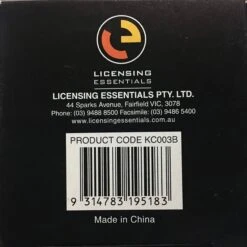 LICENSING
ESSENTIALS
LICENSING ESSENTIALS PTY. LTD.
44 Sparks Avenue, Fairfield VIC, 3078
Phone: (03) 9488 8500 Facsimile: (03) 9486 5400
www.licensingessentials.com.au
PRODUCT CODE KC003B
9 314783 195183
Made in China